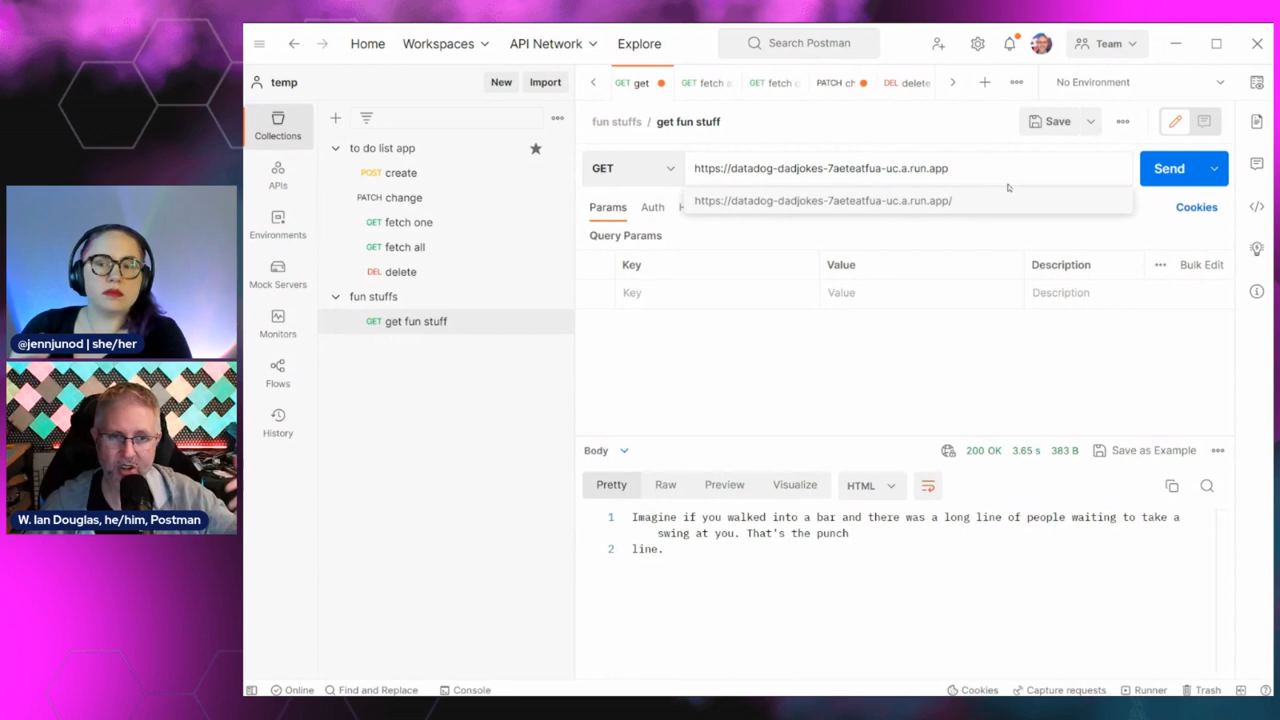 Home
Workspaces
API Network
Explore
Search Postman
Team
temp
New
Import
GET get
GET fetch
GET fetch
PATCH ch
DEL delete
No Environment
Collections
APIs
Environments
Mock Servers
Monitors
Flows
History
to do list app
POST create
PATCH change
GET fetch one
GET fetch all
DEL delete
fun stuffs
GET get fun stuff
fun stuffs / get fun stuff
Save
GET
https://datadog-dadjokes-7aeteatfua-uc.a.run.app
Send
https://datadog-dadjokes-7aeteatfua-uc.a.run.app/
Params
Auth
H
Cookies
Query Params
Key
Value
Description
Bulk Edit
Key
Value
Description
Body
200 OK
3.65 s
383 B
Save as Example
Pretty
Raw
Preview
Visualize
HTML
1 Imagine if you walked into a bar and there was a long line of people waiting to take a
swing at you. That's the punch
2 line.
@jennjunod | she/her
W. Ian Douglas, he/him, Postman
Online
Find and Replace
Console
Cookies
Capture requests
Runner
Trash